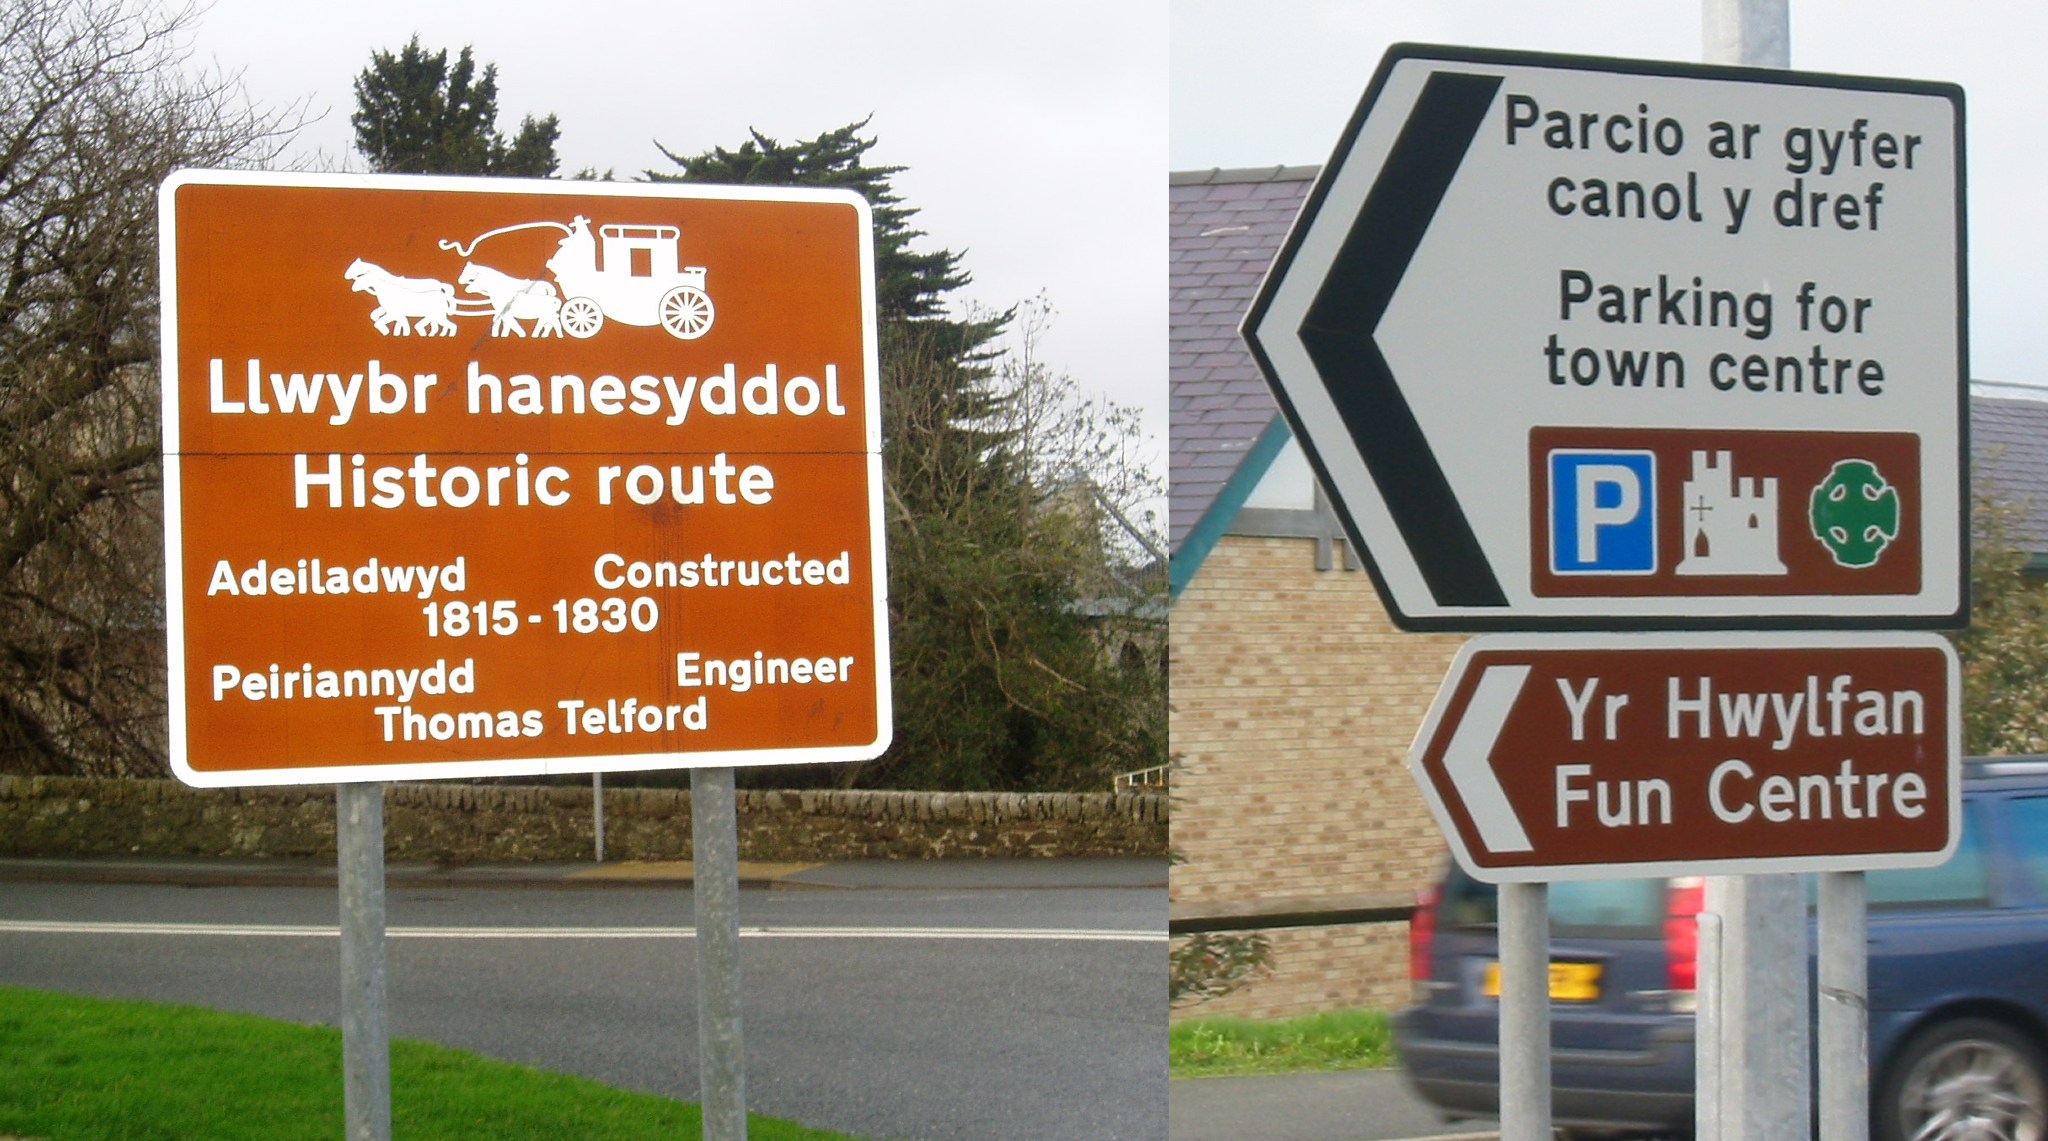 Llwybr hanesyddol
Historic route
Adeiladwyd Constructed
1815 - 1830
Peiriannydd Engineer
Thomas Telford
Parcio ar gyfer
canol y dref
Parking for
town centre
P
Yr Hwylfan
Fun Centre